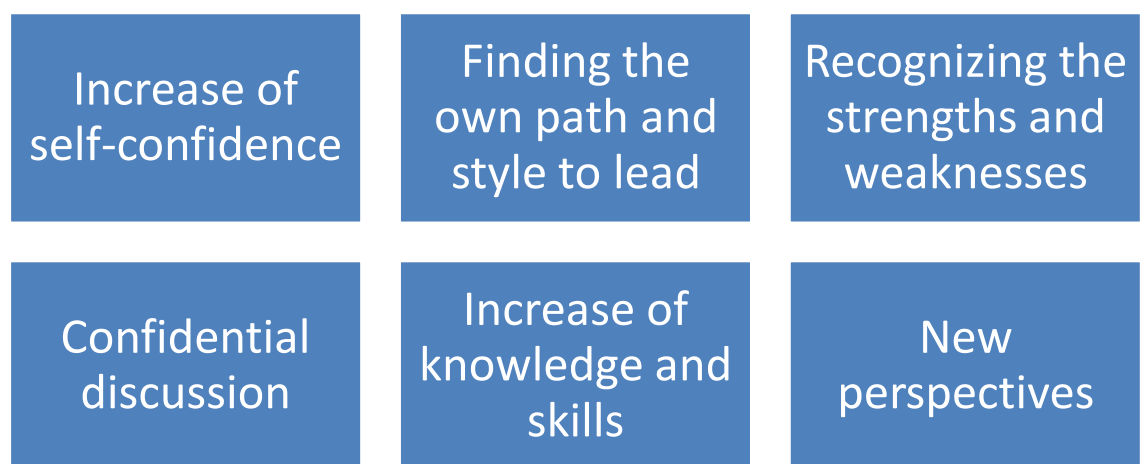 Increase of
self-confidence
Finding the
own path and
style to lead
Recognizing the
strengths and
weaknesses
Confidential
discussion
Increase of
knowledge and
skills
New
perspectives